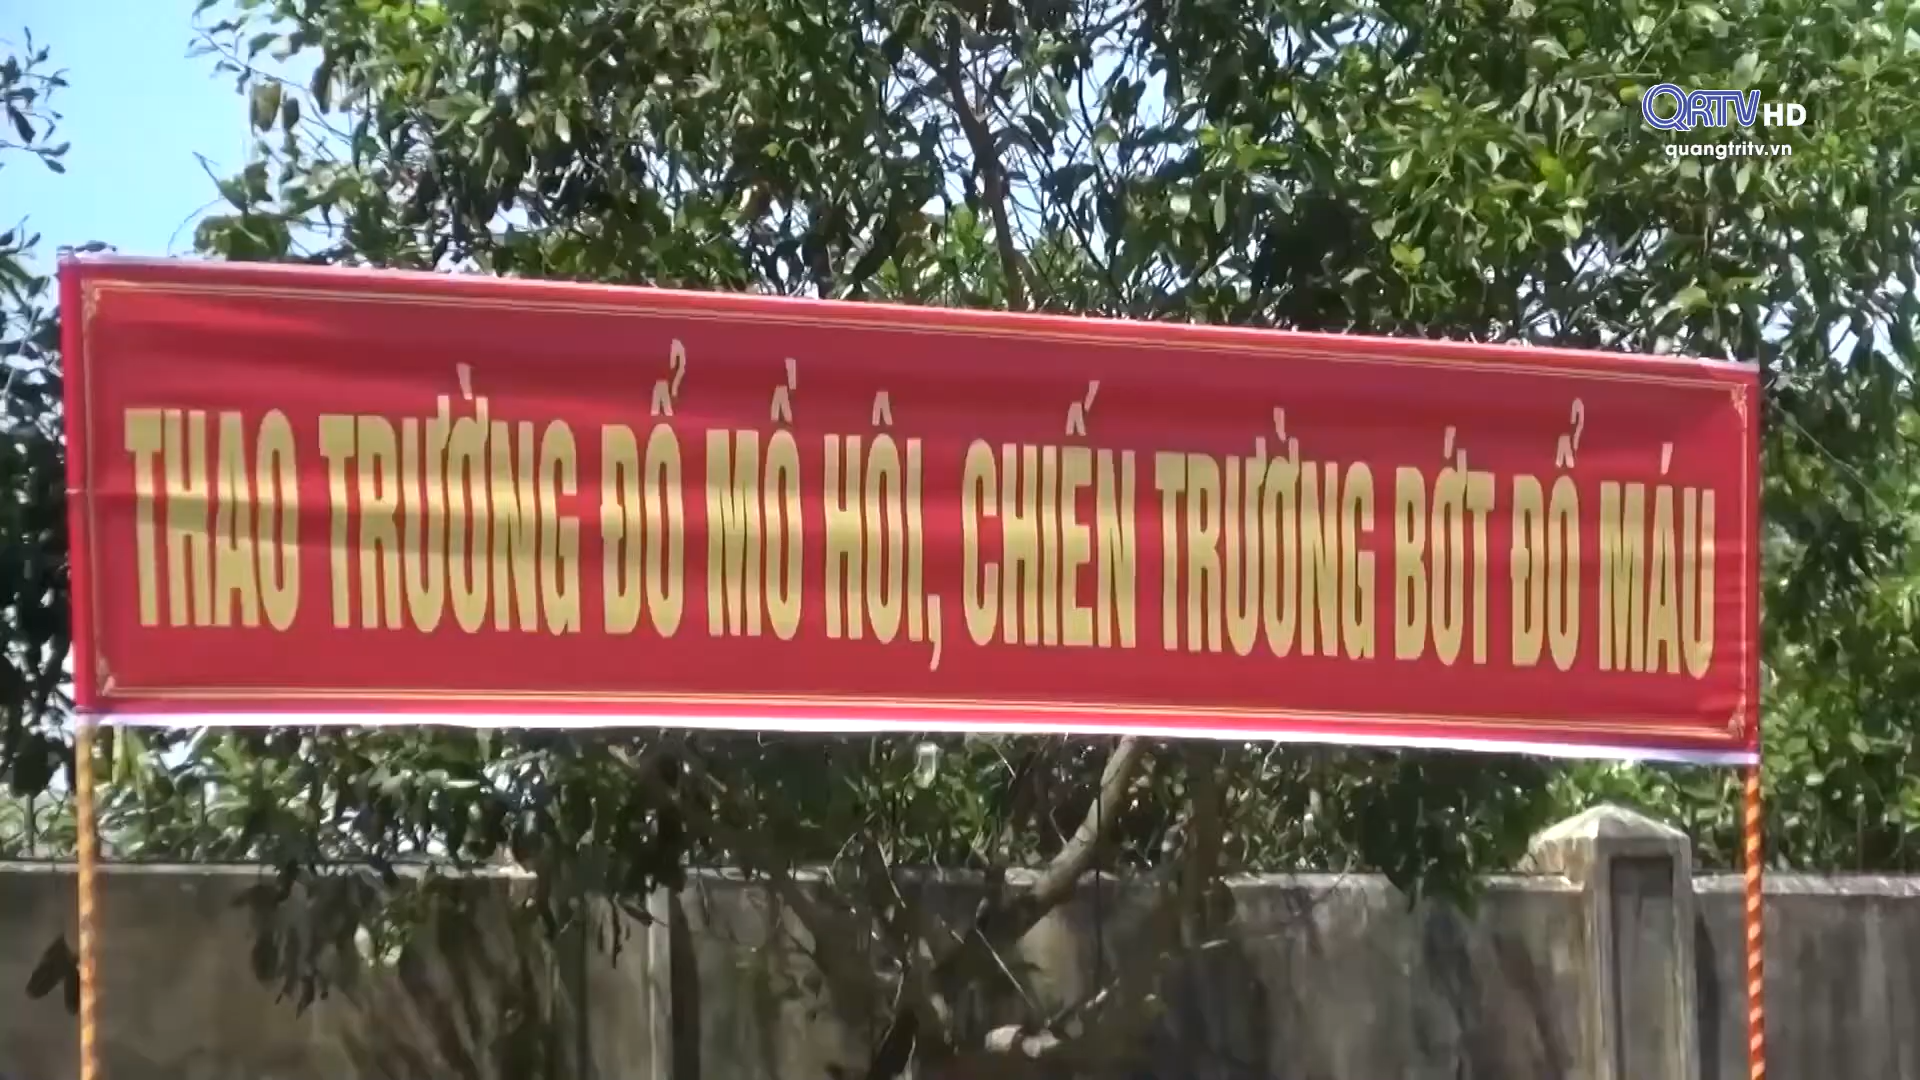 QRTV HD
quangtritv.vn
THAO TRƯỜNG ĐỔ MỒ HÔI, CHIẾN TRƯỜNG BỚT ĐỔ MÁU